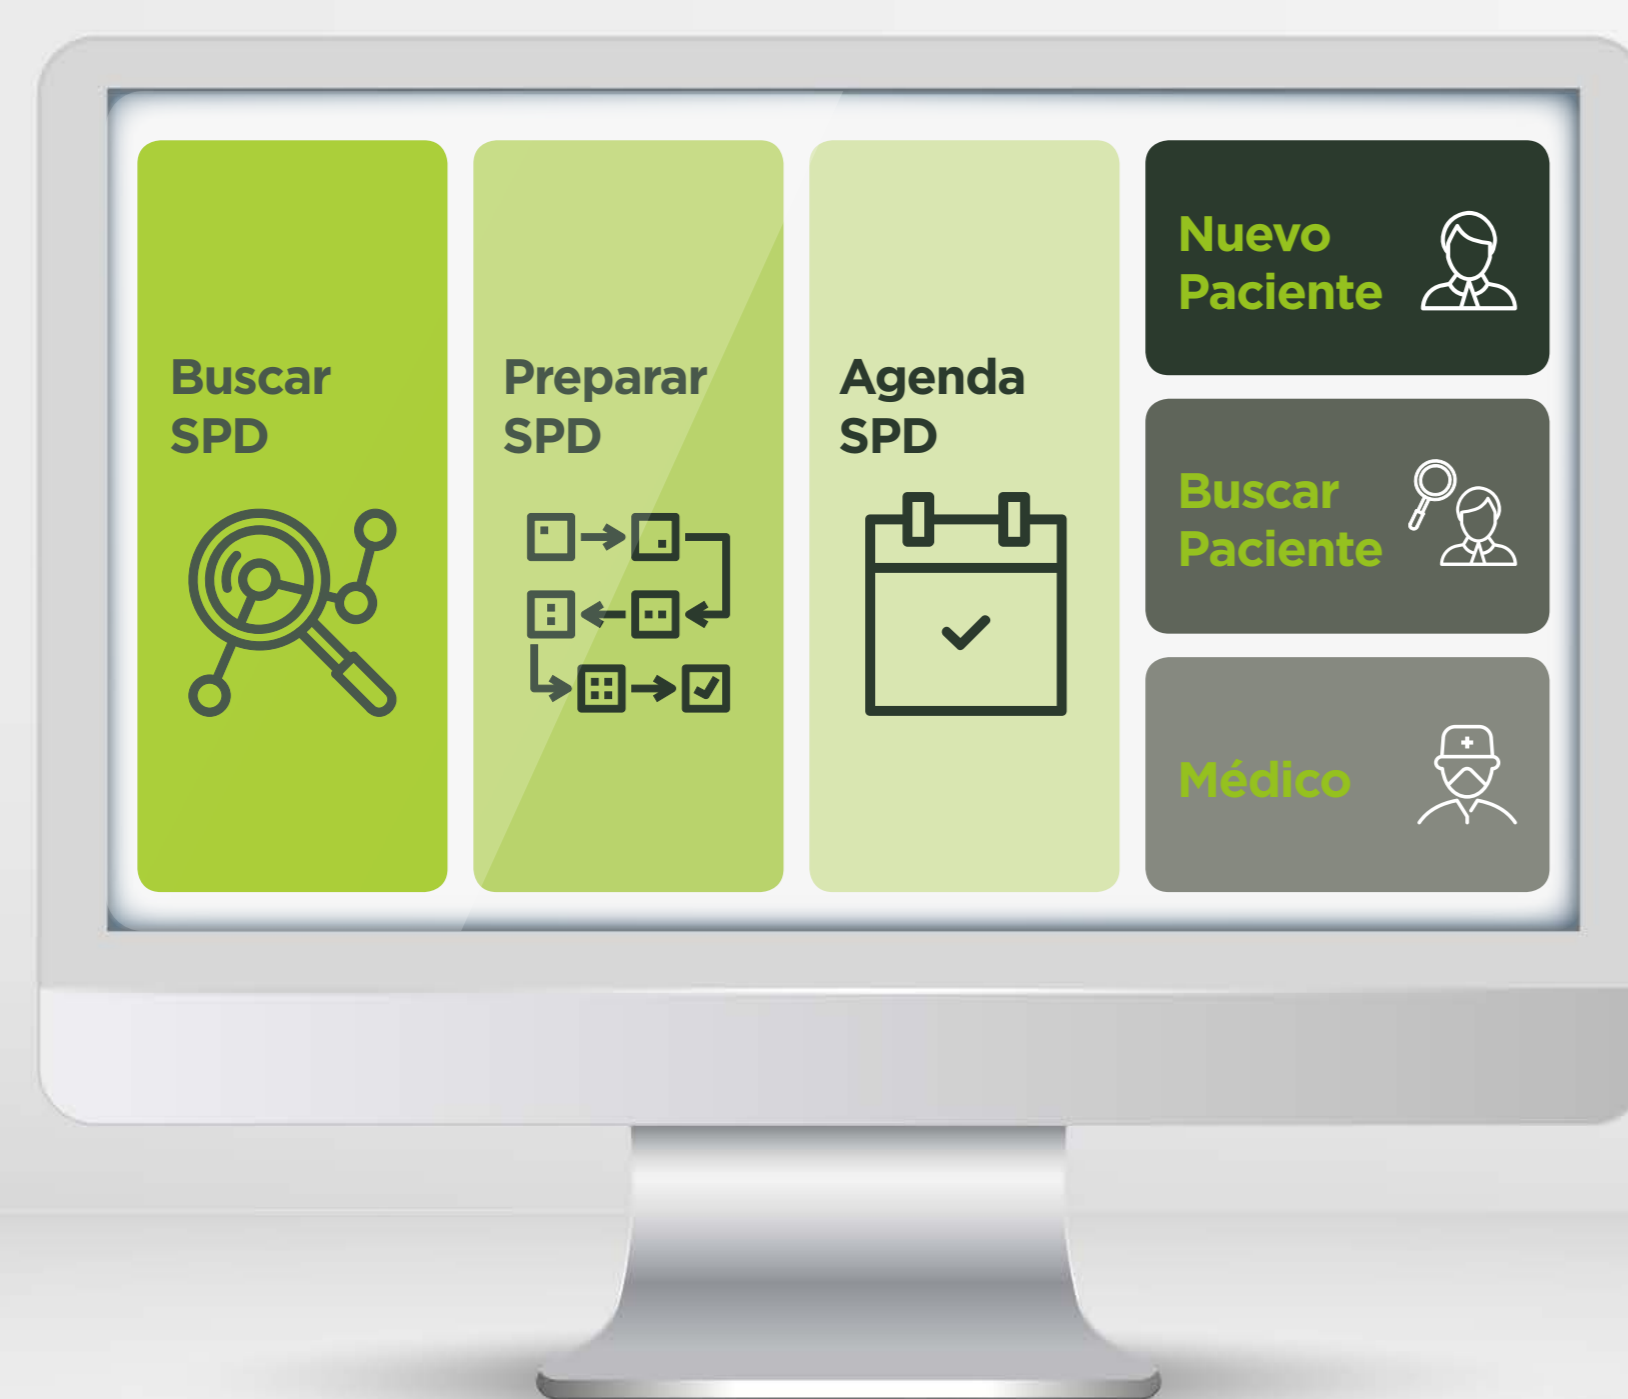 Buscar
SPD
Preparar
SPD
Agenda
SPD
Nuevo
Paciente
Buscar
Paciente
Médico